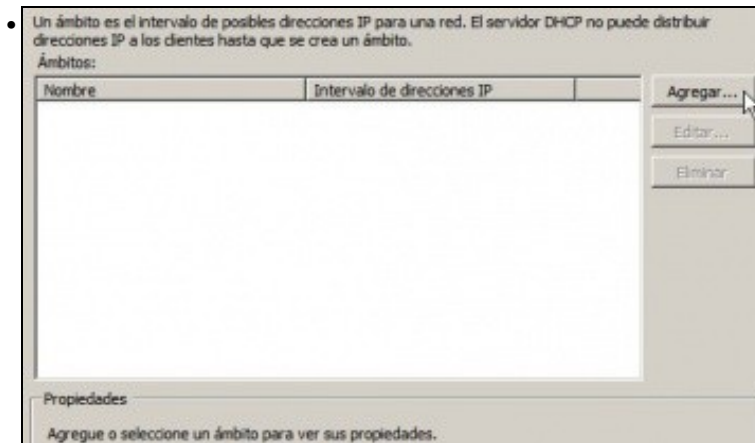 Un ámbito es el intervalo de posibles direcciones IP para una red. El servidor DHCP no puede distribuir
direcciones IP a los clientes hasta que se crea un ámbito.
Ámbitos:
Nombre Intervalo de direcciones IP
Agregar...
Editar...
Eliminar
Propiedades
Agregue o seleccione un ámbito para ver sus propiedades.